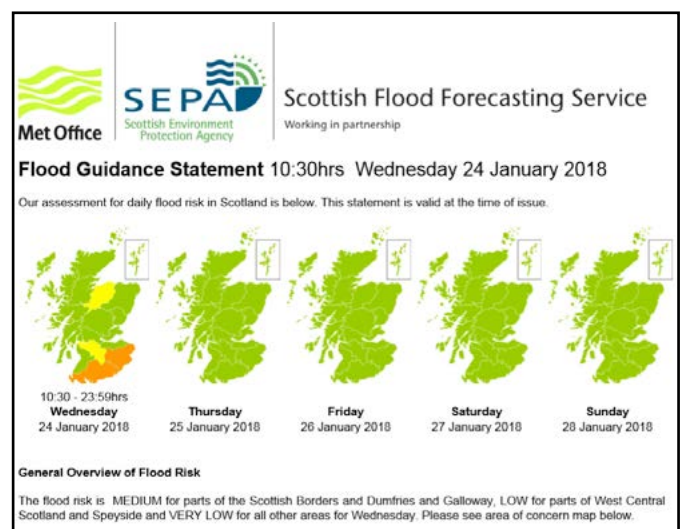 Met Office
SEPA
Scottish Environment
Protection Agency
Scottish Flood Forecasting Service
Working in partnership
Flood Guidance Statement 10:30hrs Wednesday 24 January 2018
Our assessment for daily flood risk in Scotland is below. This statement is valid at the time of issue.
10:30 - 23:59hrs
Wednesday Thursday Friday Saturday Sunday
24 January 2018 25 January 2018 26 January 2018 27 January 2018 28 January 2018
General Overview of Flood Risk
The flood risk is MEDIUM for parts of the Scottish Borders and Dumfries and Galloway, LOW for parts of West Central
Scotland and Speyside and VERY LOW for all other areas for Wednesday. Please see area of concern map below.